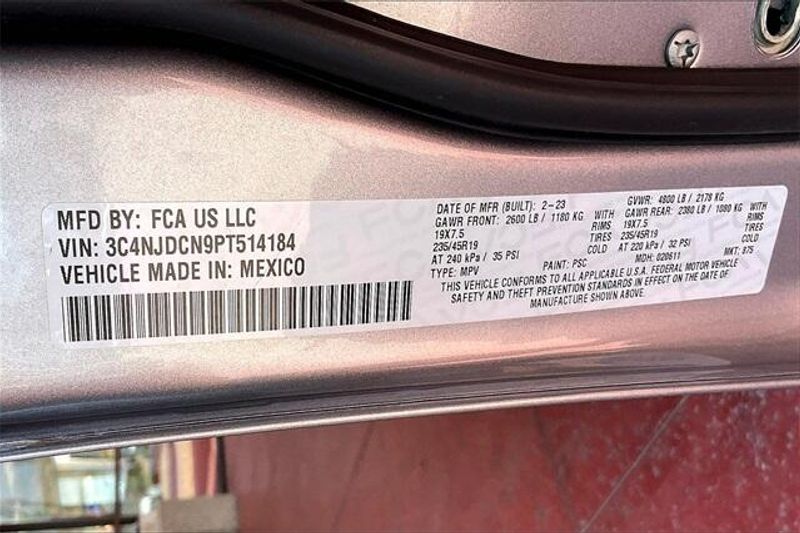 MFD BY: FCA US LLC
VIN: 3C4NJDCN9PT514184
VEHICLE MADE IN: MEXICO
DATE OF MFR (BUILT): 2-23 GVWR: 4800 LB / 2178 KG
GAWR FRONT: 2600 LB / 1180 KG WITH GAWR REAR: 2380 LB / 1080 KG WITH
19X7.5 RIMS 19X7.5 RIMS
235/45R19 TIRES 235/45R19 TIRES
AT 240 kPa / 35 PSI COLD AT 220 kPa / 32 PSI COLD
TYPE: MPV PAINT: PSC MDH: 020611 MKT: 875
THIS VEHICLE CONFORMS TO ALL APPLICABLE U.S.A. FEDERAL MOTOR VEHICLE
SAFETY AND THEFT PREVENTION STANDARDS IN EFFECT ON THE DATE OF
MANUFACTURE SHOWN ABOVE.